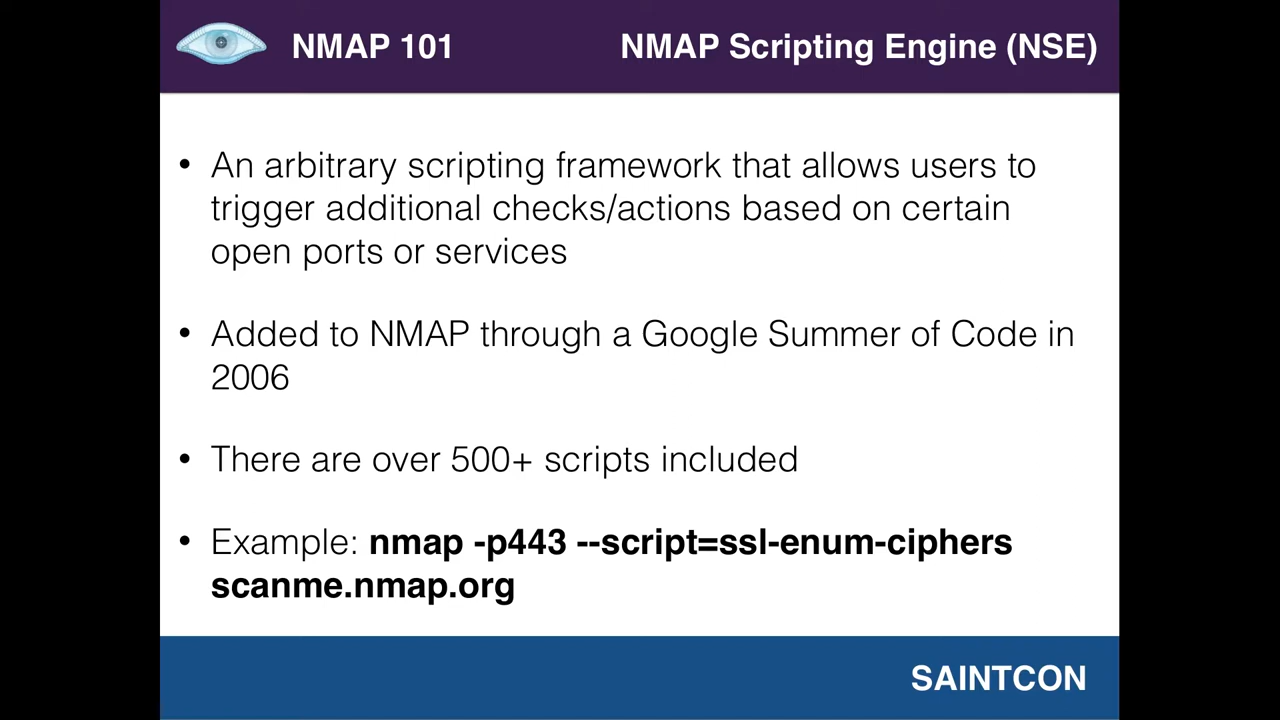 NMAP 101
NMAP Scripting Engine (NSE)
• An arbitrary scripting framework that allows users to
trigger additional checks/actions based on certain
open ports or services
• Added to NMAP through a Google Summer of Code in
2006
• There are over 500+ scripts included
• Example: nmap -p443 --script=ssl-enum-ciphers
scanme.nmap.org
SAINTCON